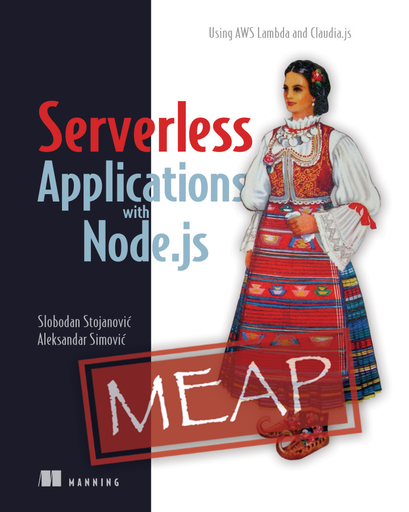 Using AWS Lambda and Claudia.js
Serverless
Applications
with
Node.js
Slobodan Stojanović
Aleksandar Simović
MEAP
MANNING